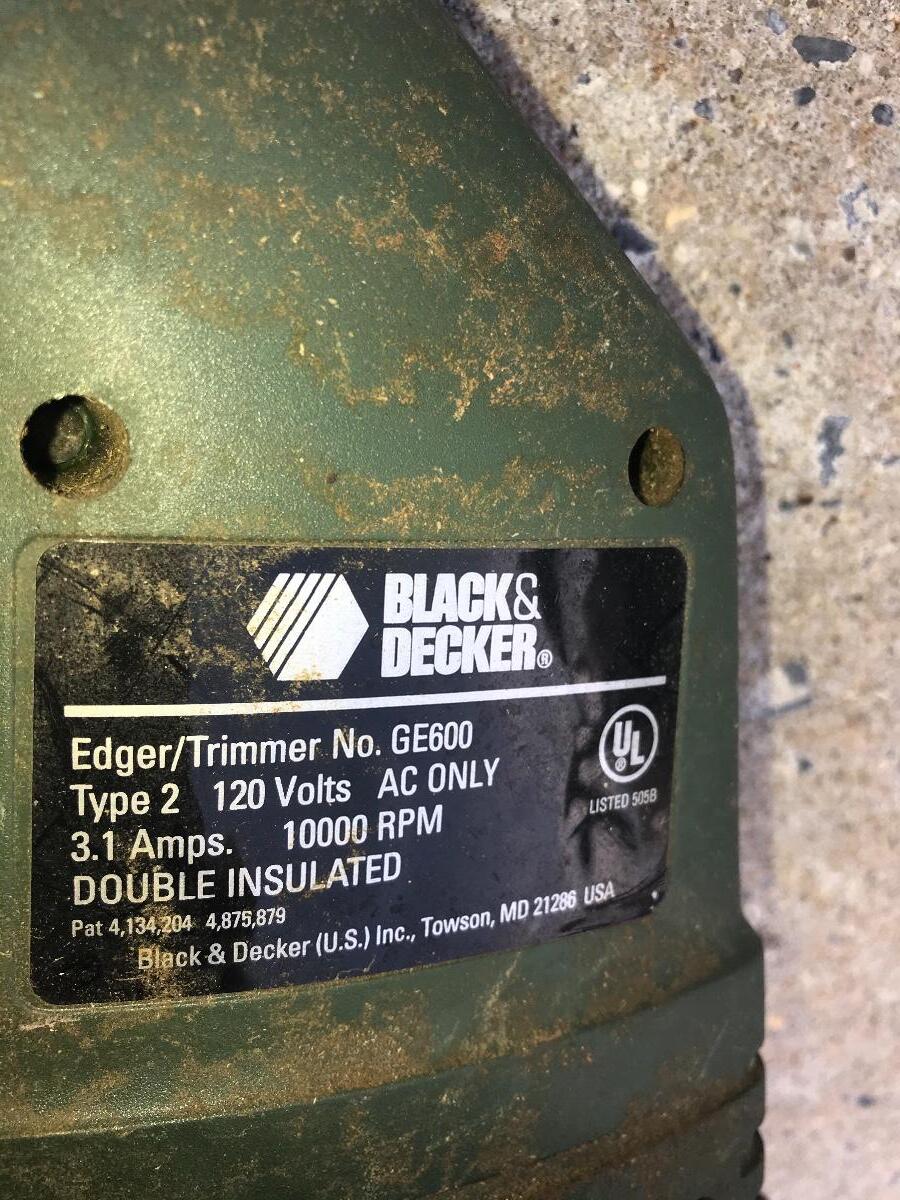 BLACK&
DECKER®
Edger/Trimmer No. GE600
Type 2 120 Volts AC ONLY
3.1 Amps. 10000 RPM
DOUBLE INSULATED
Pat 4,134,204 4,875,879
Black & Decker (U.S.) Inc., Towson, MD 21286 USA
UL®
LISTED 505B